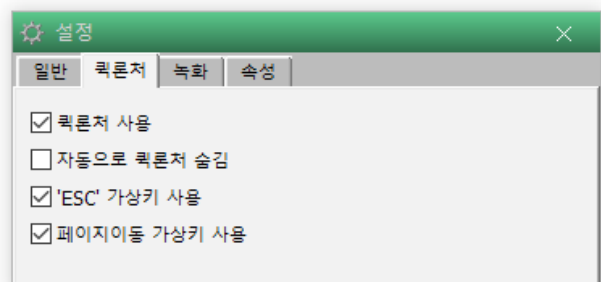 설정
일반 퀵론처 녹화 속성
퀵론처 사용
자동으로 퀵론처 숨김
'ESC' 가상키 사용
페이지이동 가상키 사용